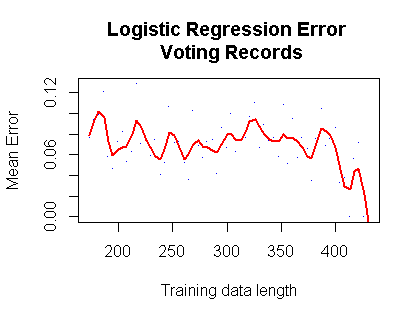 Logistic Regression Error
Voting Records
Mean Error
0.12
0.06
0.00
200 250 300 350 400
Training data length